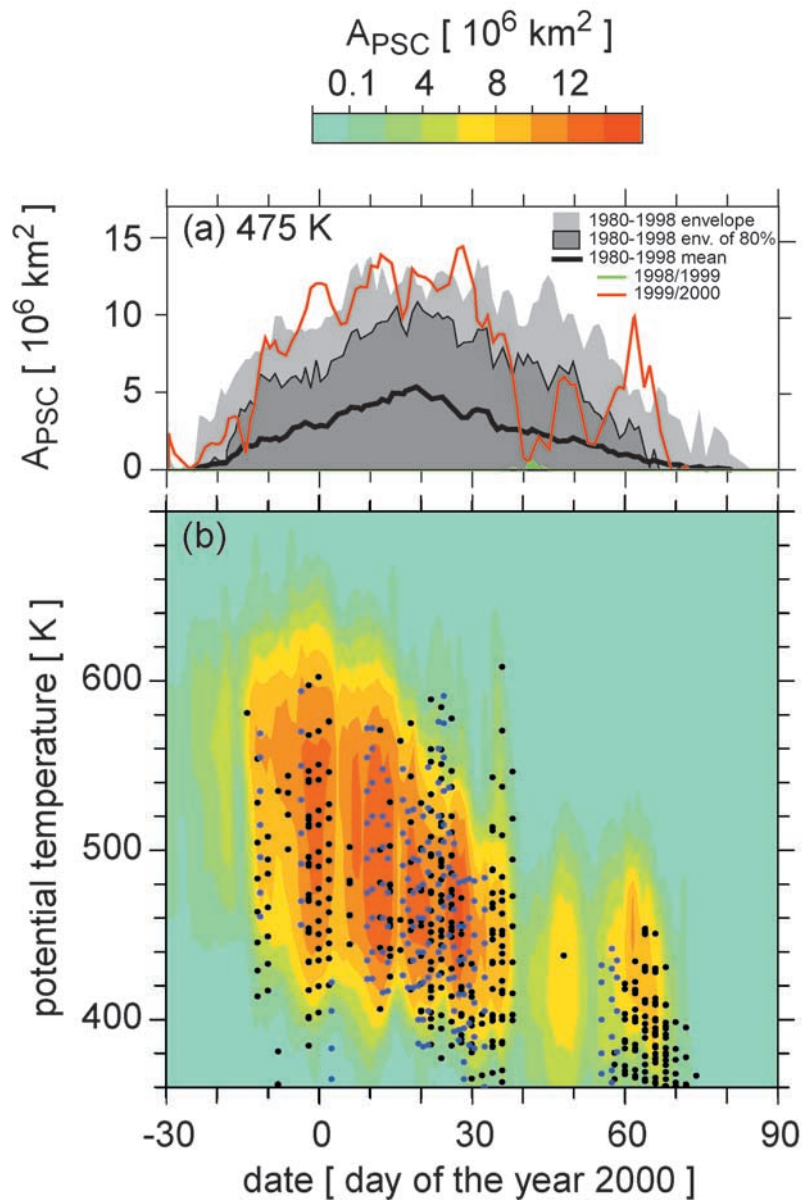 A_PSC [ 10^6 km^2 ]
0.1 4 8 12
(a) 475 K
1980-1998 envelope
1980-1998 env. of 80%
1980-1998 mean
1998/1999
1999/2000
A_PSC [ 10^6 km^2 ]
15
10
5
0
(b)
potential temperature [ K ]
600
500
400
-30 0 30 60 90
date [ day of the year 2000 ]